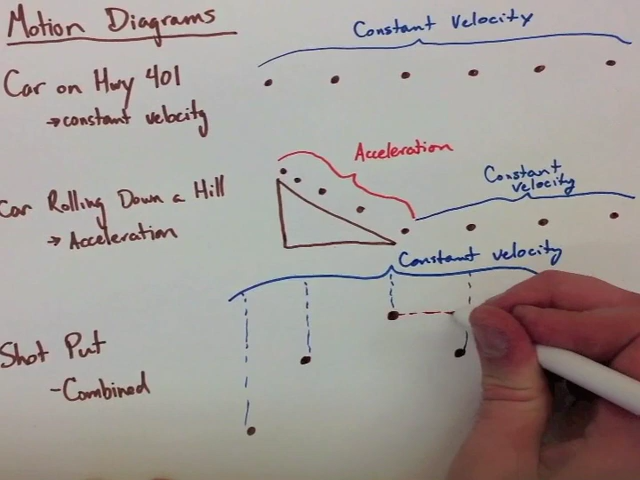 Motion Diagrams
Constant Velocity
Car on Hwy 401
→constant velocity
Acceleration
Constant
velocity
Car Rolling Down a Hill
→ Acceleration
Constant velocity
Shot Put
-Combined